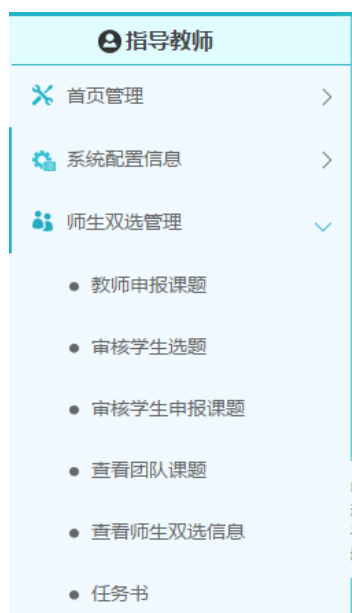 指导教师
首页管理
系统配置信息
师生双选管理
教师申报课题
审核学生选题
审核学生申报课题
查看团队课题
查看师生双选信息
任务书